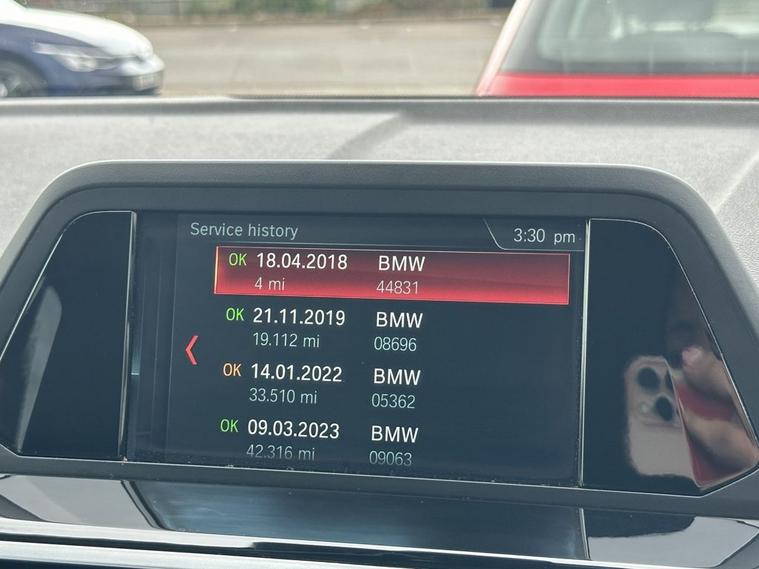 Service history 3:30 pm
OK 18.04.2018 BMW
4 mi 44831
OK 21.11.2019 BMW
19.112 mi 08696
OK 14.01.2022 BMW
33.510 mi 05362
OK 09.03.2023 BMW
42.316 mi 09063